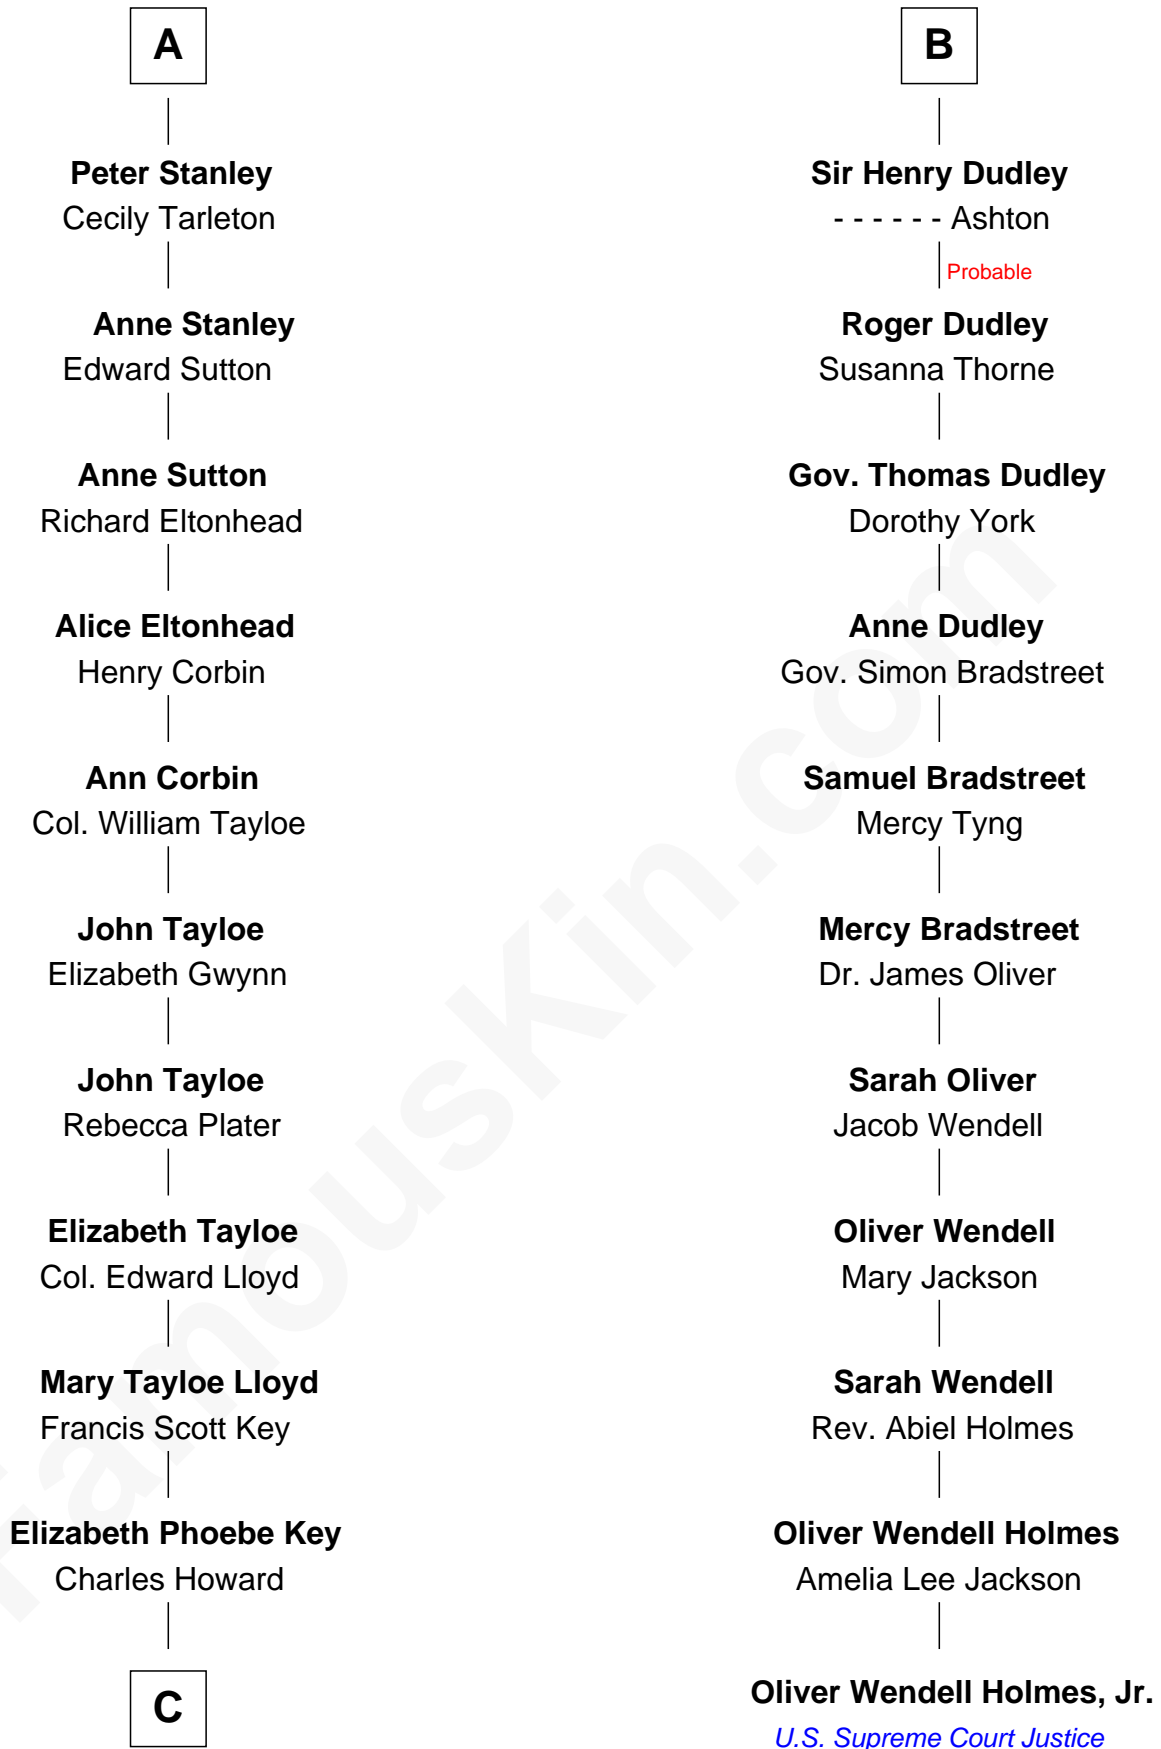 A
Peter Stanley
Cecily Tarleton
Anne Stanley
Edward Sutton
Anne Sutton
Richard Eltonhead
Alice Eltonhead
Henry Corbin
Ann Corbin
Col. William Tayloe
John Tayloe
Elizabeth Gwynn
John Tayloe
Rebecca Plater
Elizabeth Tayloe
Col. Edward Lloyd
Mary Tayloe Lloyd
Francis Scott Key
Elizabeth Phoebe Key
Charles Howard
C
B
Sir Henry Dudley
- - - - - - Ashton
Probable
Roger Dudley
Susanna Thorne
Gov. Thomas Dudley
Dorothy York
Anne Dudley
Gov. Simon Bradstreet
Samuel Bradstreet
Mercy Tyng
Mercy Bradstreet
Dr. James Oliver
Sarah Oliver
Jacob Wendell
Oliver Wendell
Mary Jackson
Sarah Wendell
Rev. Abiel Holmes
Oliver Wendell Holmes
Amelia Lee Jackson
Oliver Wendell Holmes, Jr.
U.S. Supreme Court Justice
FamousKin.com